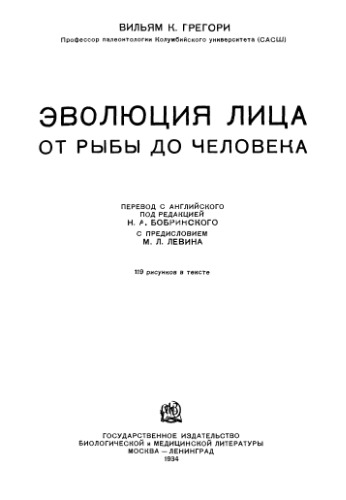 ВИЛЬЯМ К. ГРЕГОРИ
Профессор палеонтологии Колумбийского университета (САСШ)
ЭВОЛЮЦИЯ ЛИЦА
ОТ РЫБЫ ДО ЧЕЛОВЕКА
ПЕРЕВОД С АНГЛИЙСКОГО
ПОД РЕДАКЦИЕЙ
Н. А. БОБРИНСКОГО
С ПРЕДИСЛОВИЕМ
М. Л. ЛЕВИНА
119 рисунков в тексте
ГОСУДАРСТВЕННОЕ ИЗДАТЕЛЬСТВО
БИОЛОГИЧЕСКОЙ и МЕДИЦИНСКОЙ ЛИТЕРАТУРЫ
МОСКВА — ЛЕНИНГРАД
1934